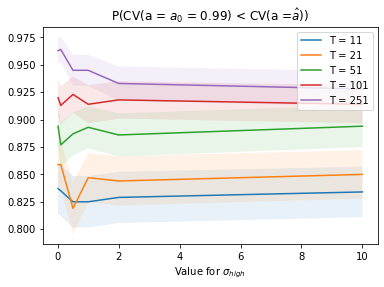 P(CV(a = a₀ = 0.99) < CV(a =â))
T = 11
T = 21
T = 51
T = 101
T = 251
0.975
0.950
0.925
0.900
0.875
0.850
0.825
0.800
0 2 4 6 8 10
Value for σ_high